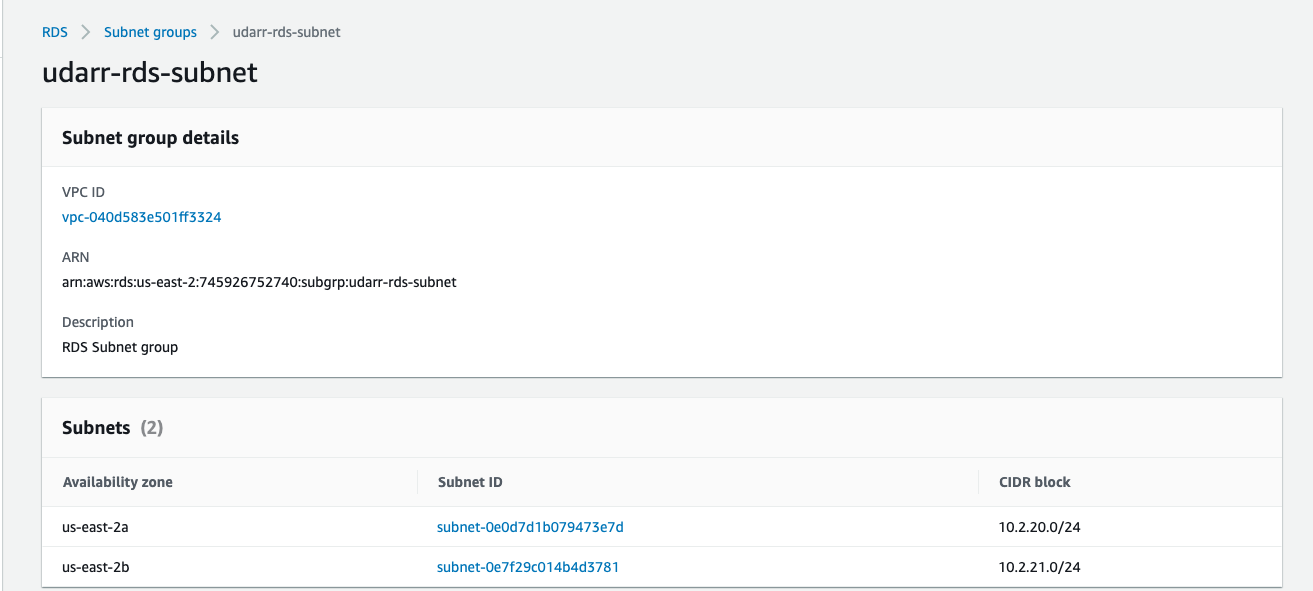 RDS > Subnet groups > udarr-rds-subnet
udarr-rds-subnet
Subnet group details
VPC ID
vpc-040d583e501ff3324
ARN
arn:aws:rds:us-east-2:745926752740:subgrp:udarr-rds-subnet
Description
RDS Subnet group
Subnets (2)
Availability zone Subnet ID CIDR block
us-east-2a subnet-0e0d7d1b079473e7d 10.2.20.0/24
us-east-2b subnet-0e7f29c014b4d3781 10.2.21.0/24